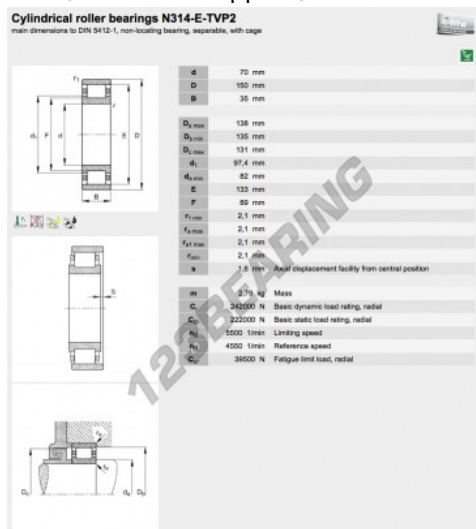 Cylindrical roller bearings N314-E-TVP2
main dimensions to DIN 5412-1, non-locating bearing, separable, with cage
d 70 mm
D 150 mm
B 35 mm
Da max 138 mm
Db min 135 mm
Dc max 131 mm
d1 97,4 mm
da min 82 mm
E 133 mm
F 89 mm
r1 min 2,1 mm
ra max 2,1 mm
ra1 max 2,1 mm
rmin 2,1 mm
s 1,6 mm Axial displacement facility from central position
m 2,79 kg Mass
Cr 242000 N Basic dynamic load rating, radial
C0r 222000 N Basic static load rating, radial
nG 5500 1/min Limiting speed
nB 4550 1/min Reference speed
Cur 39500 N Fatigue limit load, radial
r1
r
d1 F d E D
B
S
Dc da Db
123BEARING